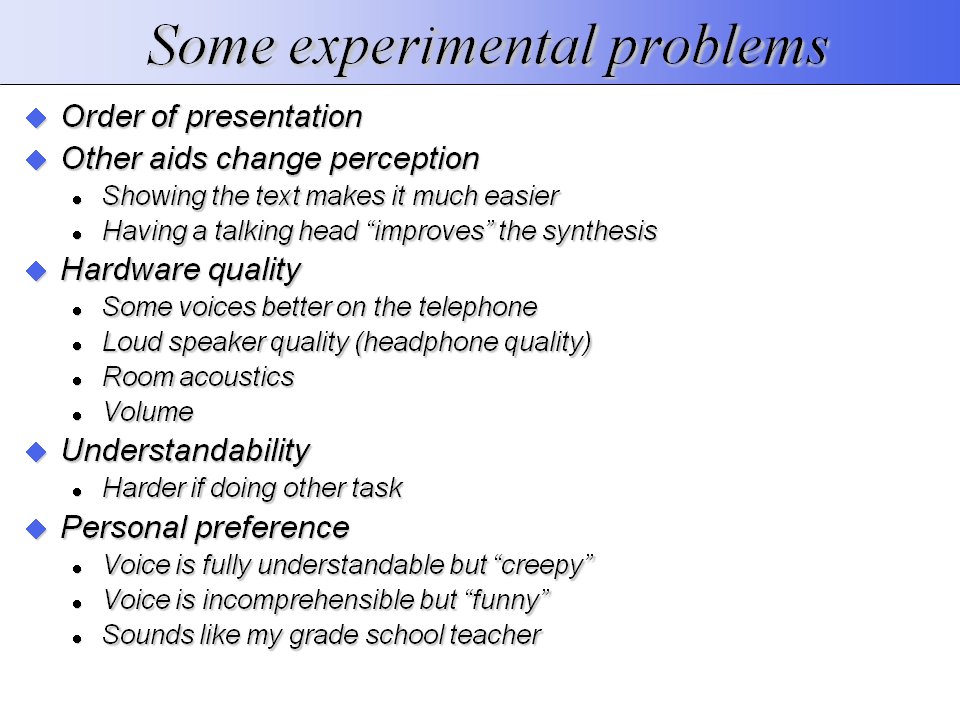 Some experimental problems
Order of presentation
Other aids change perception
Showing the text makes it much easier
Having a talking head “improves” the synthesis
Hardware quality
Some voices better on the telephone
Loud speaker quality (headphone quality)
Room acoustics
Volume
Understandability
Harder if doing other task
Personal preference
Voice is fully understandable but “creepy”
Voice is incomprehensible but “funny”
Sounds like my grade school teacher